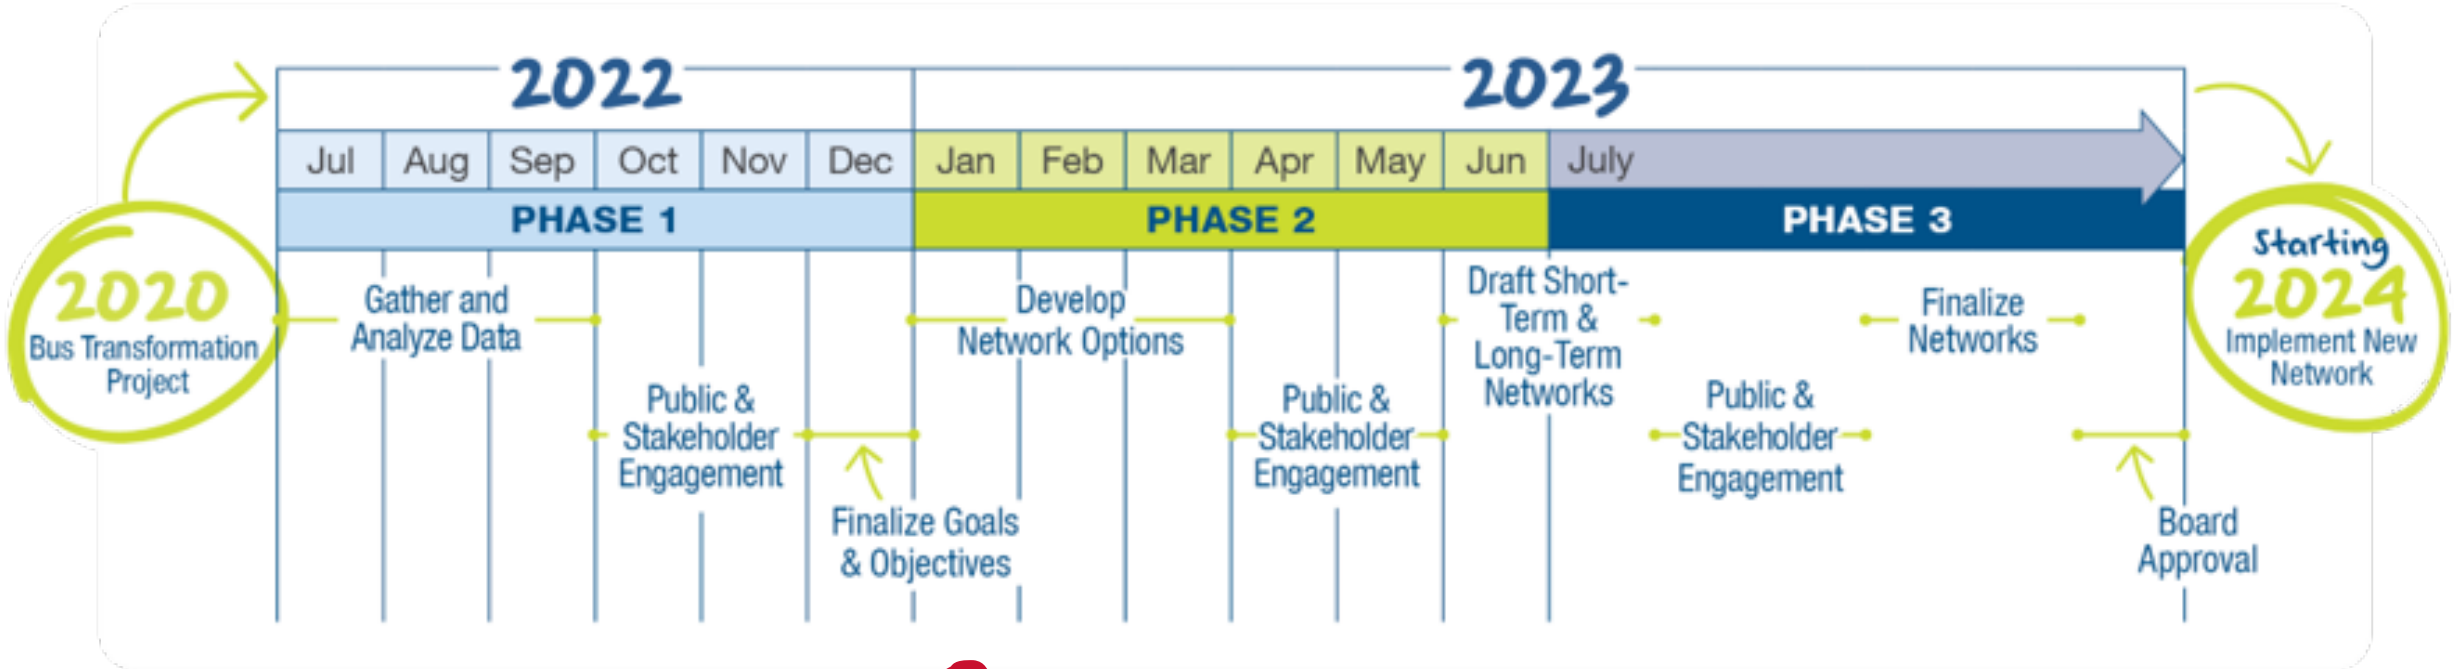 2022
2023
Jul Aug Sep Oct Nov Dec Jan Feb Mar Apr May Jun July
PHASE 1
PHASE 2
PHASE 3
2020
Bus Transformation
Project
Gather and
Analyze Data
Public &
Stakeholder
Engagement
Finalize Goals
& Objectives
Develop
Network Options
Public &
Stakeholder
Engagement
Draft Short-
Term &
Long-Term
Networks
Public &
Stakeholder
Engagement
Finalize
Networks
Board
Approval
Starting
2024
Implement New
Network